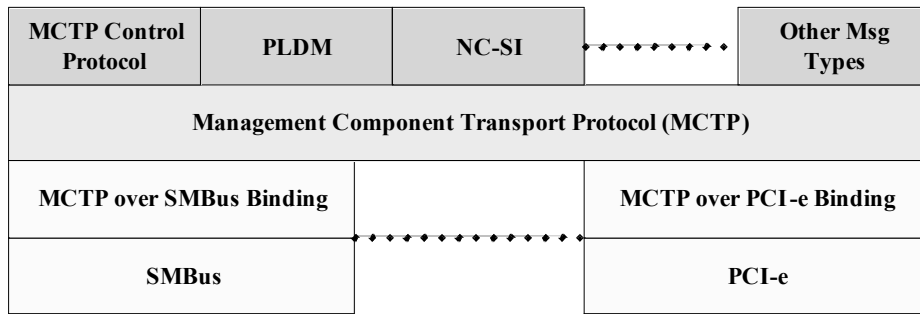 MCTP Control
Protocol
PLDM
NC-SI
Other Msg
Types
Management Component Transport Protocol (MCTP)
MCTP over SMBus Binding
MCTP over PCI-e Binding
SMBus
PCI-e